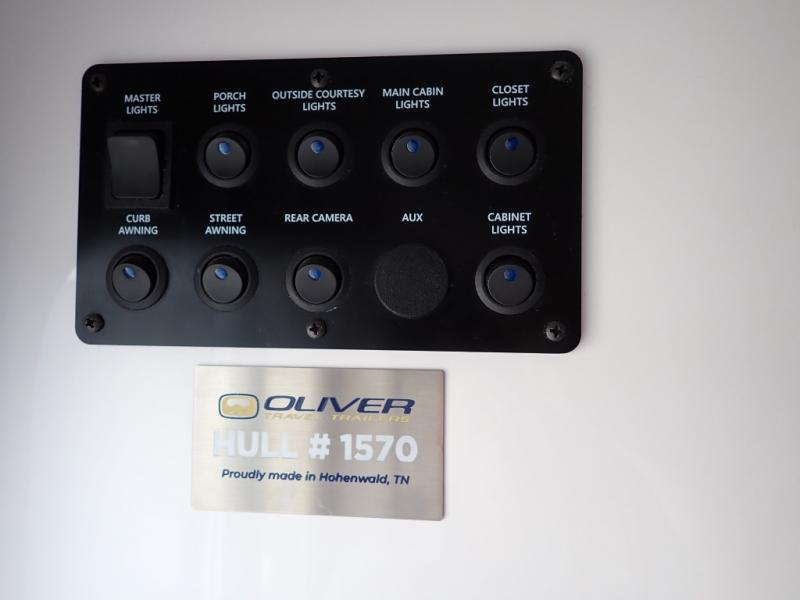 MASTER
LIGHTS
PORCH
LIGHTS
OUTSIDE COURTESY
LIGHTS
MAIN CABIN
LIGHTS
CLOSET
LIGHTS
CURB
AWNING
STREET
AWNING
REAR CAMERA
AUX
CABINET
LIGHTS
OLIVER
TRAVEL TRAILERS
HULL # 1570
Proudly made in Hohenwald, TN